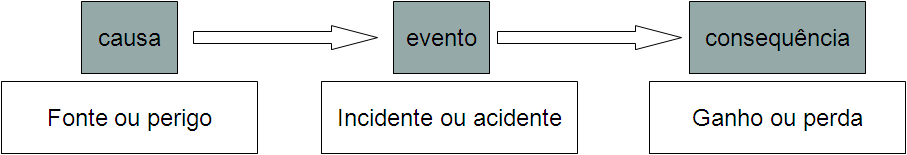 causa
evento
consequência
Fonte ou perigo
Incidente ou acidente
Ganho ou perda